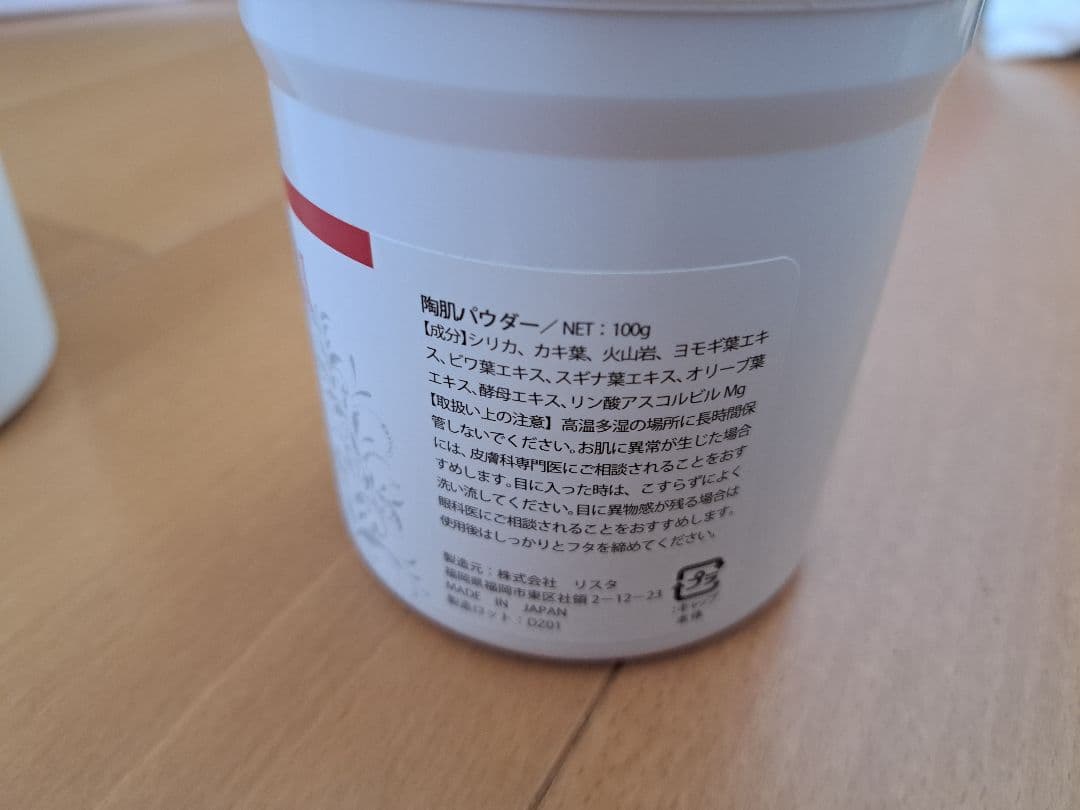 陶肌パウダー／NET：100g
【成分】シリカ、カキ葉、火山岩、ヨモギ葉エキ
ス、ビワ葉エキス、スギナ葉エキス、オリーブ葉
エキス、酵母エキス、リン酸アスコルビルMg
【取扱い上の注意】高温多湿の場所に長時間保
管しないでください。お肌に異常が生じた場合
には、皮膚科専門医にご相談されることをおす
すめします。目に入った時は、こすらずによく
洗い流してください。目に異物感が残る場合は
眼科医にご相談されることをおすすめします。
使用後はしっかりとフタを締めてください。
製造元：株式会社　リスタ
福岡県福岡市東区社領2－12－23
MADE IN JAPAN
製造ロット：D201
プラ